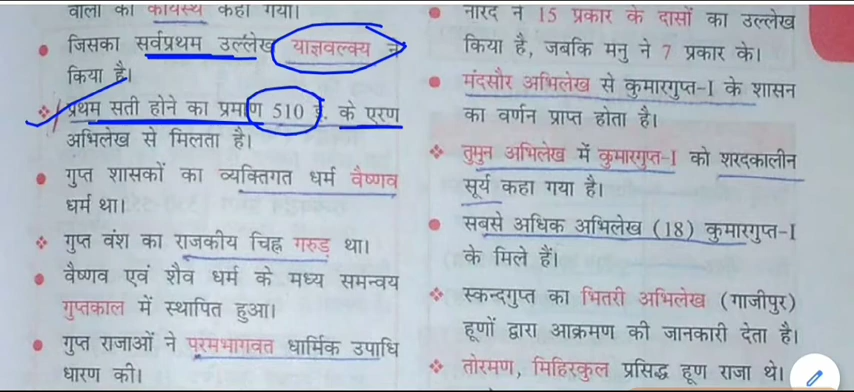 वालों को कायस्थ कहा गया।
जिसका सर्वप्रथम उल्लेख याज्ञवल्क्य ने
किया है।
प्रथम सती होने का प्रमाण 510 ई. के एरण
अभिलेख से मिलता है।
गुप्त शासकों का व्यक्तिगत धर्म वैष्णव
धर्म था।
गुप्त वंश का राजकीय चिह्न गरुड़ था।
वैष्णव एवं शैव धर्म के मध्य समन्वय
गुप्तकाल में स्थापित हुआ।
गुप्त राजाओं ने परमभागवत धार्मिक उपाधि
धारण की।
नारद ने 15 प्रकार के दासों का उल्लेख
किया है, जबकि मनु ने 7 प्रकार के।
मंदसौर अभिलेख से कुमारगुप्त-I के शासन
का वर्णन प्राप्त होता है।
तुमुन अभिलेख में कुमारगुप्त-I को शरदकालीन
सूर्य कहा गया है।
सबसे अधिक अभिलेख (18) कुमारगुप्त-I
के मिले हैं।
स्कन्दगुप्त का भितरी अभिलेख (गाजीपुर)
हूणों द्वारा आक्रमण की जानकारी देता है।
तोरमण, मिहिरकुल प्रसिद्ध हूण राजा थे।